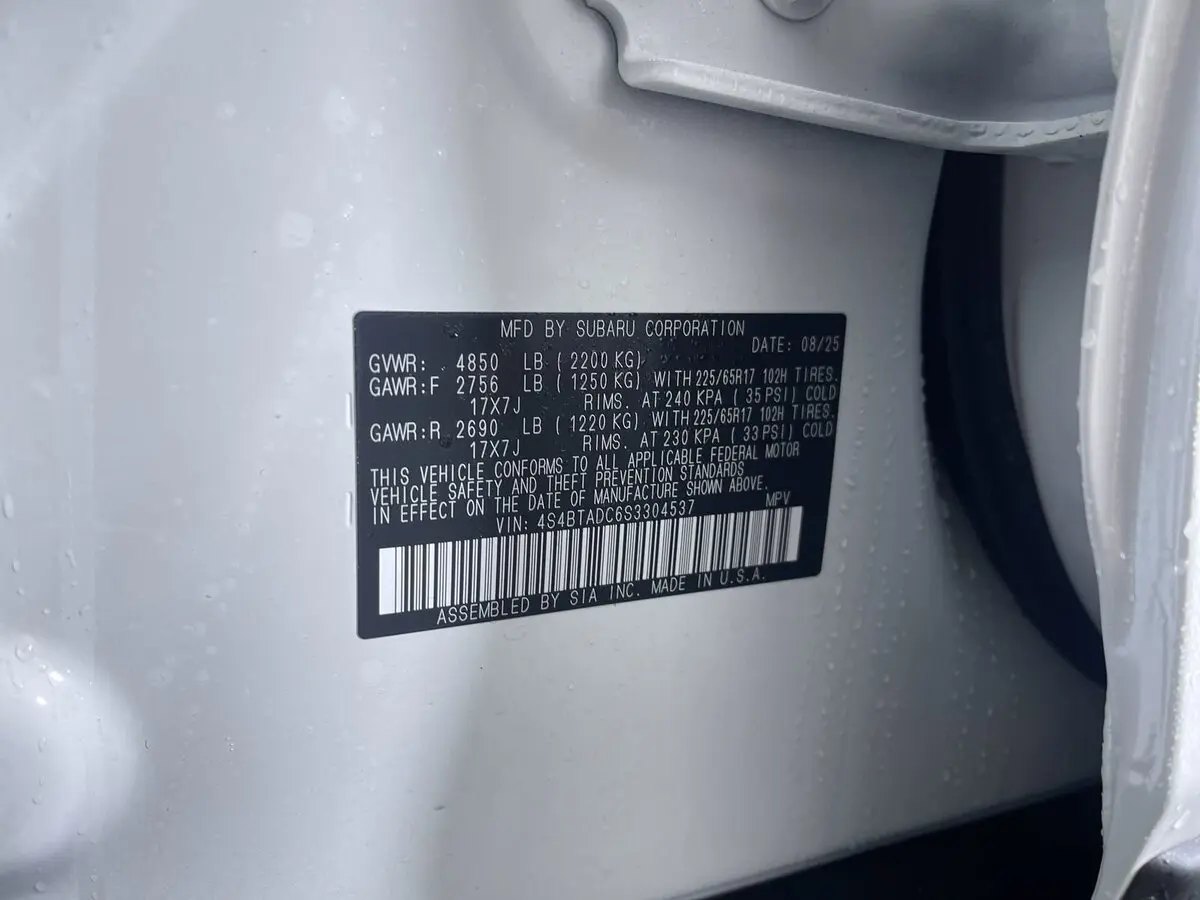 MFD BY SUBARU CORPORATION
DATE: 08/25
GVWR: 4850 LB ( 2200 KG)
GAWR:F 2756 LB ( 1250 KG) WITH 225/65R17 102H TIRES.
17X7J RIMS. AT 240 KPA ( 35 PSI) COLD
GAWR:R 2690 LB ( 1220 KG) WITH 225/65R17 102H TIRES.
17X7J RIMS. AT 230 KPA ( 33 PSI) COLD
THIS VEHICLE CONFORMS TO ALL APPLICABLE FEDERAL MOTOR
VEHICLE SAFETY AND THEFT PREVENTION STANDARDS
IN EFFECT ON THE DATE OF MANUFACTURE SHOWN ABOVE.
VIN: 4S4BTADC6S3304537 MPV
ASSEMBLED BY SIA INC. MADE IN U.S.A.